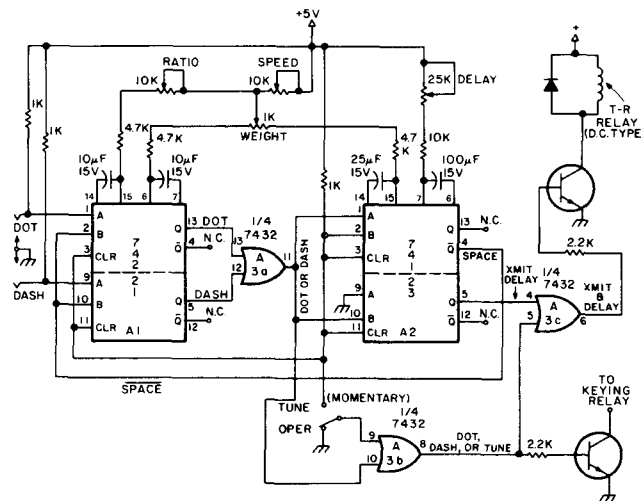 +5V
RATIO
SPEED
10K
10K
25K
DELAY
1K
1K
4.7K
4.7K
1K
WEIGHT
4.7
K
10K
1K
10µF
15V
10µF
15V
25µF
15V
100µF
15V
14
15
6
7
14
15
7
6
DOT
DASH
1
2
3
9
10
11
A
B
CLR
A
B
CLR
7
4
2
2
1
A1
Q
Q̅
Q
Q̅
13
DOT
4
N.C.
5
DASH
12
N.C.
1/4
7432
13
12
A
3a
11
DOT OR DASH
1
2
3
9
10
11
A
B
CLR
A
B
CLR
7
4
1
2
3
A2
Q
Q̅
Q
Q̅
13
N.C.
4
SPACE
5
12
N.C.
XMIT
DELAY
1/4
7432
4
5
A
3c
6
XMIT
&
DELAY
2.2K
+
T-R
RELAY
(D.C. TYPE
SPACE
TUNE
(MOMENTARY)
OPER
1/4
7432
9
10
A
3b
8
DOT,
DASH, OR TUNE
2.2K
TO
KEYING
RELAY